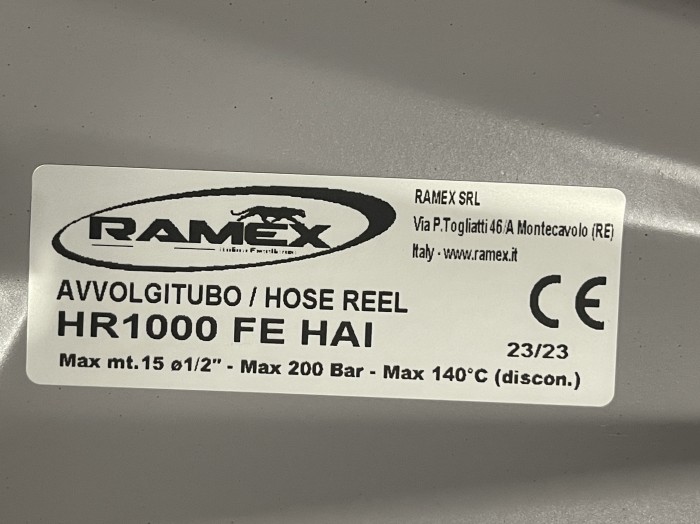 RAMEX
RAMEX SRL
Via P.Togliatti 46/A Montecavolo (RE)
Italy - www.ramex.it
AVVOLGITUBO / HOSE REEL
HR1000 FE HAI
CE
23/23
Max mt.15 ø1/2" - Max 200 Bar - Max 140°C (discon.)